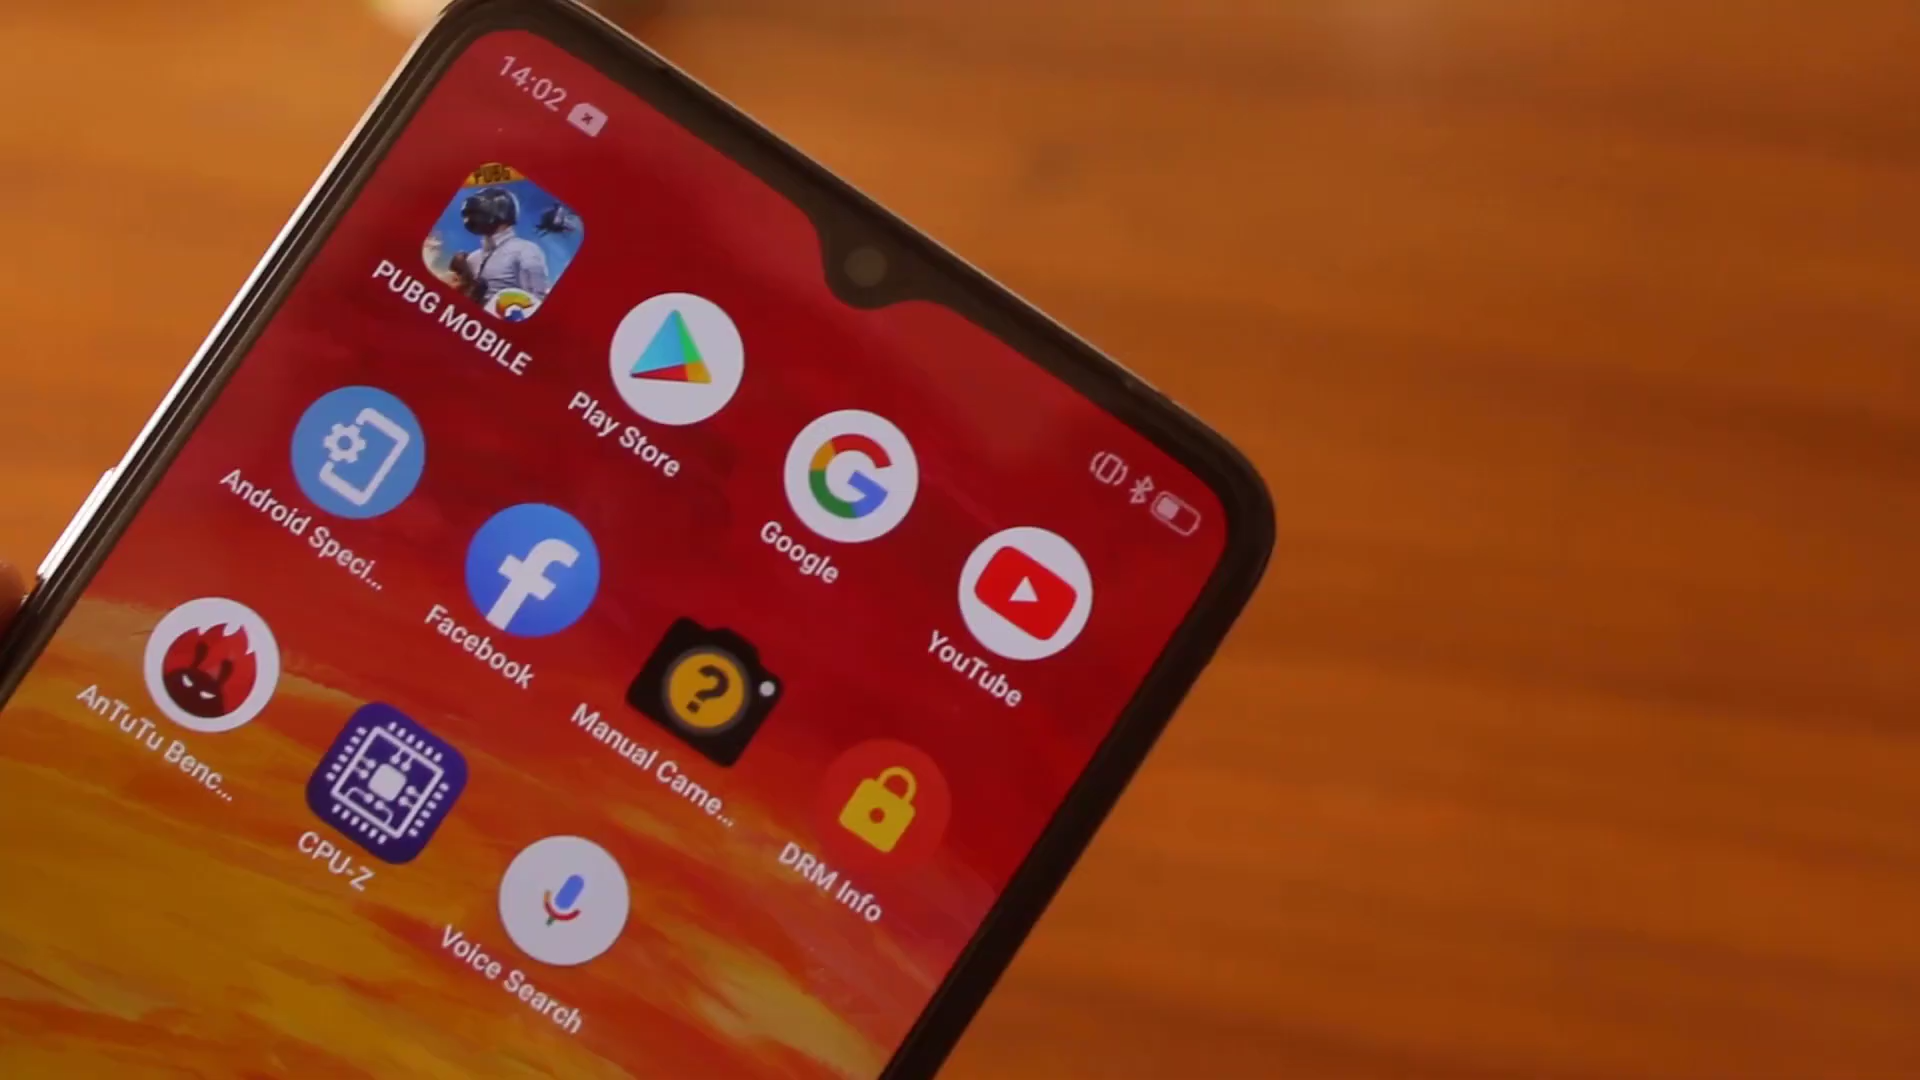 14:02
PUBG
PUBG MOBILE
Play Store
Google
YouTube
Android Speci...
Facebook
Manual Came...
DRM Info
AnTuTu Benc...
CPU-Z
Voice Search